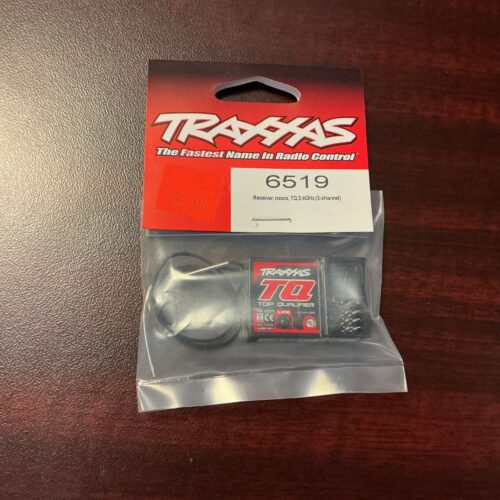 TRAXXAS
The Fastest Name in Radio Control
6519
Receiver, micro, TQ 2.4GHz (3-channel)
TRAXXAS
TQ
TOP QUALIFIER
CE